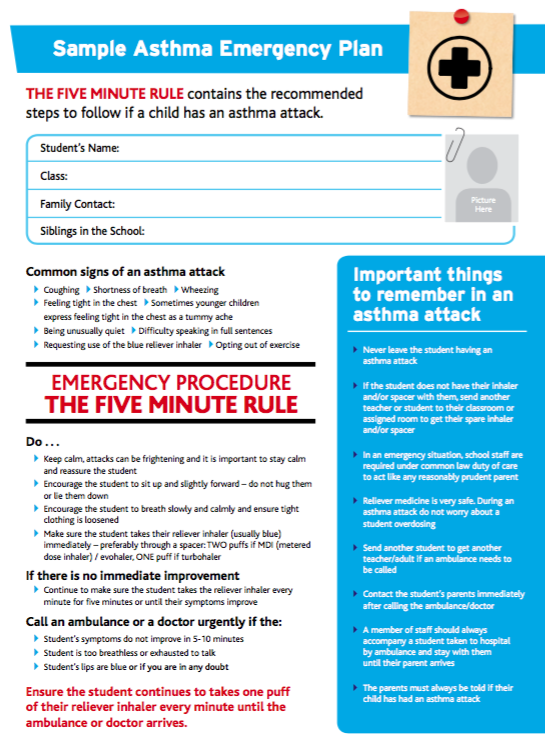 Sample Asthma Emergency Plan
THE FIVE MINUTE RULE contains the recommended
steps to follow if a child has an asthma attack.
Student's Name:
Class:
Family Contact:
Siblings in the School:
Picture
Here
Common signs of an asthma attack
Coughing Shortness of breath Wheezing
Feeling tight in the chest Sometimes younger children
express feeling tight in the chest as a tummy ache
Being unusually quiet Difficulty speaking in full sentences
Requesting use of the blue reliever inhaler Opting out of exercise
EMERGENCY PROCEDURE
THE FIVE MINUTE RULE
Do . . .
Keep calm, attacks can be frightening and it is important to stay calm
and reassure the student
Encourage the student to sit up and slightly forward – do not hug them
or lie them down
Encourage the student to breath slowly and calmly and ensure tight
clothing is loosened
Make sure the student takes their reliever inhaler (usually blue)
immediately – preferably through a spacer: TWO puffs if MDI (metered
dose inhaler) / evohaler, ONE puff if turbohaler
If there is no immediate improvement
Continue to make sure the student takes the reliever inhaler every
minute for five minutes or until their symptoms improve
Call an ambulance or a doctor urgently if the:
Student's symptoms do not improve in 5-10 minutes
Student is too breathless or exhausted to talk
Student's lips are blue or if you are in any doubt
Ensure the student continues to takes one puff
of their reliever inhaler every minute until the
ambulance or doctor arrives.
Important things
to remember in an
asthma attack
Never leave the student having an
asthma attack
If the student does not have their inhaler
and/or spacer with them, send another
teacher or student to their classroom or
assigned room to get their spare inhaler
and/or spacer
In an emergency situation, school staff are
required under common law duty of care
to act like any reasonably prudent parent
Reliever medicine is very safe. During an
asthma attack do not worry about a
student overdosing
Send another student to get another
teacher/adult if an ambulance needs to
be called
Contact the student's parents immediately
after calling the ambulance/doctor
A member of staff should always
accompany a student taken to hospital
by ambulance and stay with them
until their parent arrives
The parents must always be told if their
child has had an asthma attack